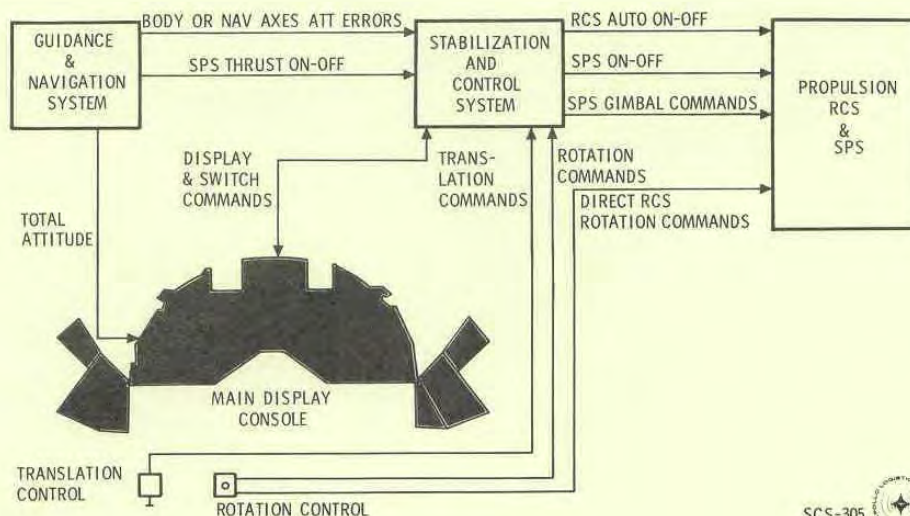 BODY OR NAV AXES ATT ERRORS
RCS AUTO ON-OFF
GUIDANCE
&
NAVIGATION
SYSTEM
SPS THRUST ON-OFF
STABILIZATION
AND
CONTROL
SYSTEM
SPS ON-OFF
SPS GIMBAL COMMANDS
PROPULSION
RCS
&
SPS
DISPLAY
& SWITCH
COMMANDS
TRANS-
LATION
COMMANDS
ROTATION
COMMANDS
DIRECT RCS
ROTATION COMMANDS
TOTAL
ATTITUDE
MAIN DISPLAY
CONSOLE
TRANSLATION
CONTROL
ROTATION CONTROL
SCS-305